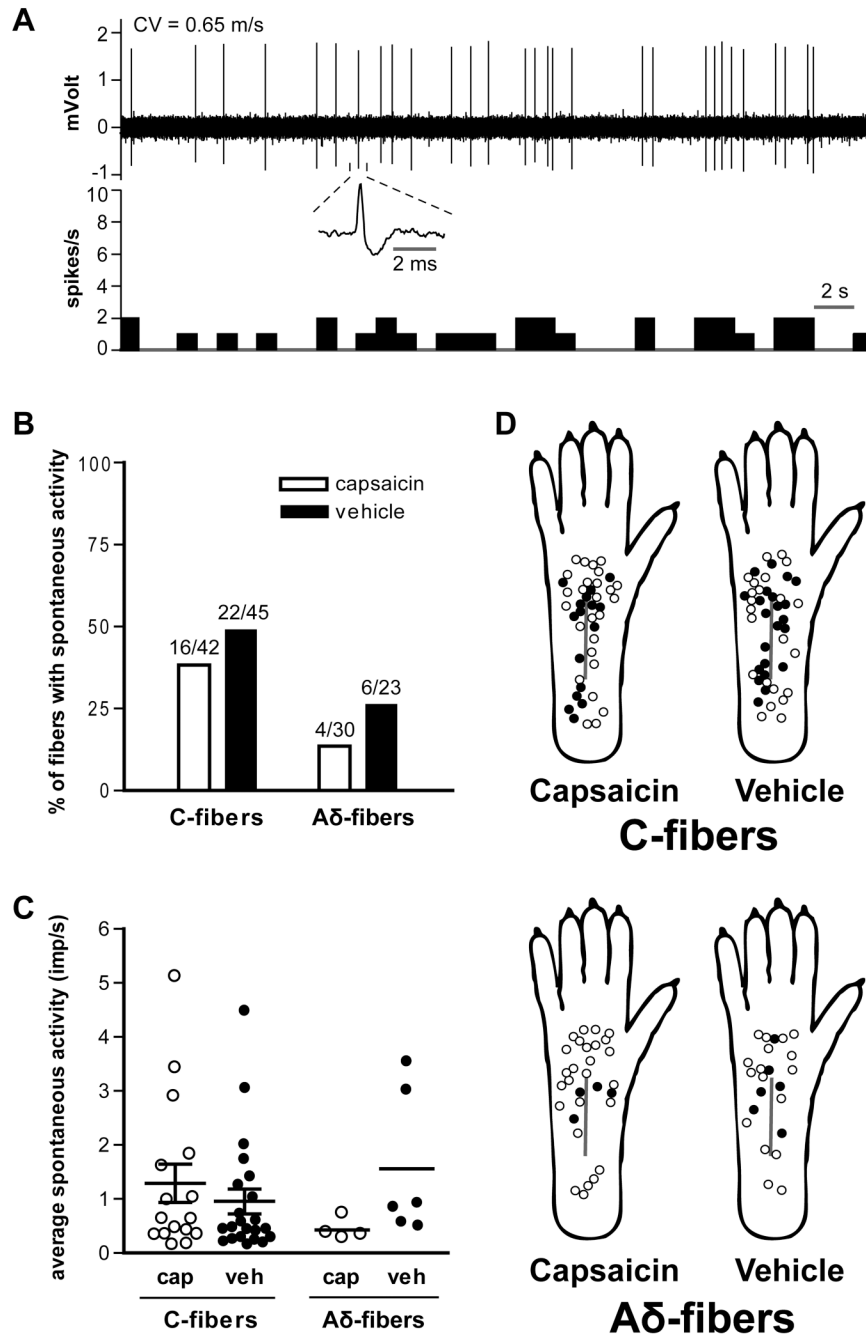 A
CV = 0.65 m/s
2
1
0
-1
mVolt
10
8
6
4
2
0
spikes/s
2 ms
2 s
B
% of fibers with spontaneous activity
100
75
50
25
0
capsaicin
vehicle
16/42
22/45
4/30
6/23
C-fibers
Aδ-fibers
C
average spontaneous activity (imp/s)
6
5
4
3
2
1
0
cap
veh
cap
veh
C-fibers
Aδ-fibers
D
Capsaicin
Vehicle
C-fibers
Capsaicin
Vehicle
Aδ-fibers